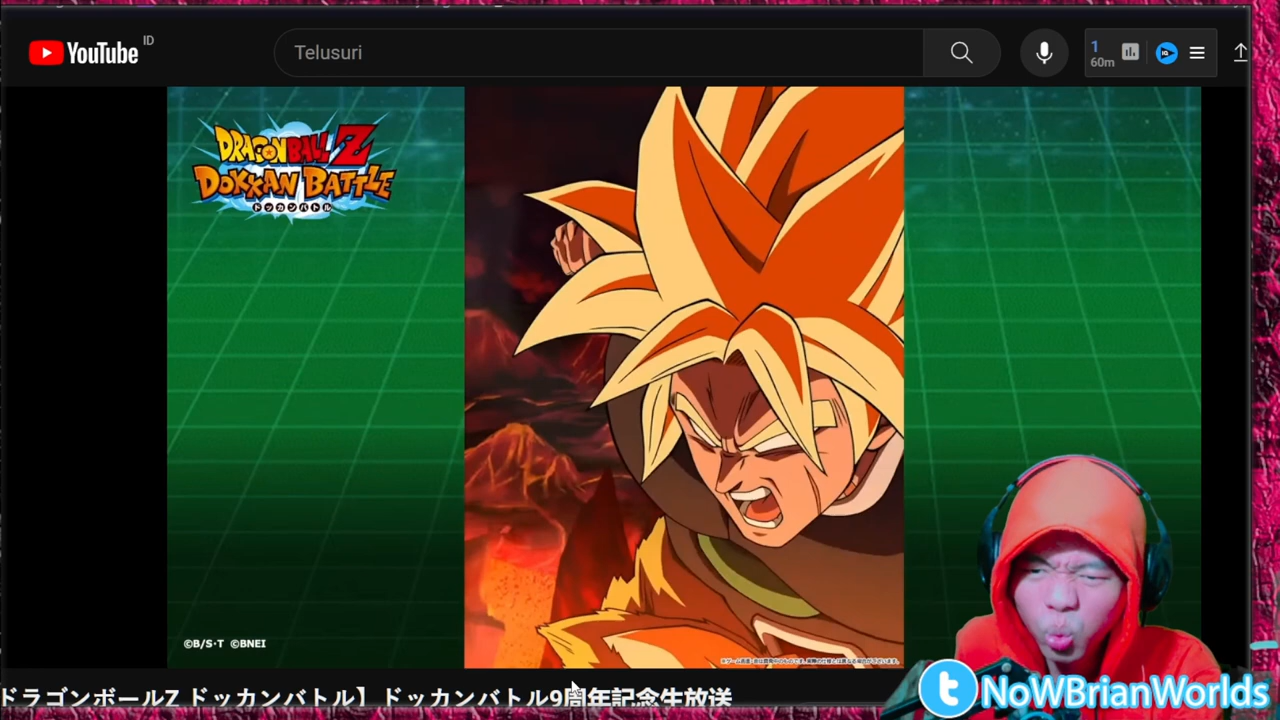 YouTube ID
Telusuri
1
60m
DRAGONBALL Z
DOKKAN BATTLE
ドッカンバトル
©B/S・T ©BNEI
ドラゴンボールZ ドッカンバトル】ドッカンバトル9周年記念生放送
t NoWBrianWorlds